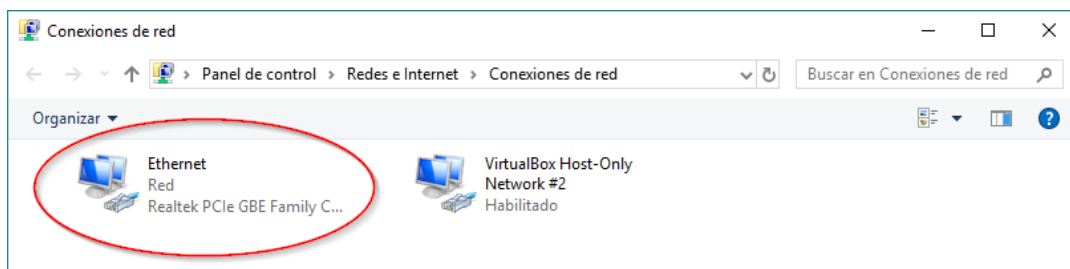 Conexiones de red
Panel de control > Redes e Internet > Conexiones de red
Buscar en Conexiones de red
Organizar
?
Ethernet
Red
Realtek PCIe GBE Family C...
VirtualBox Host-Only
Network #2
Habilitado